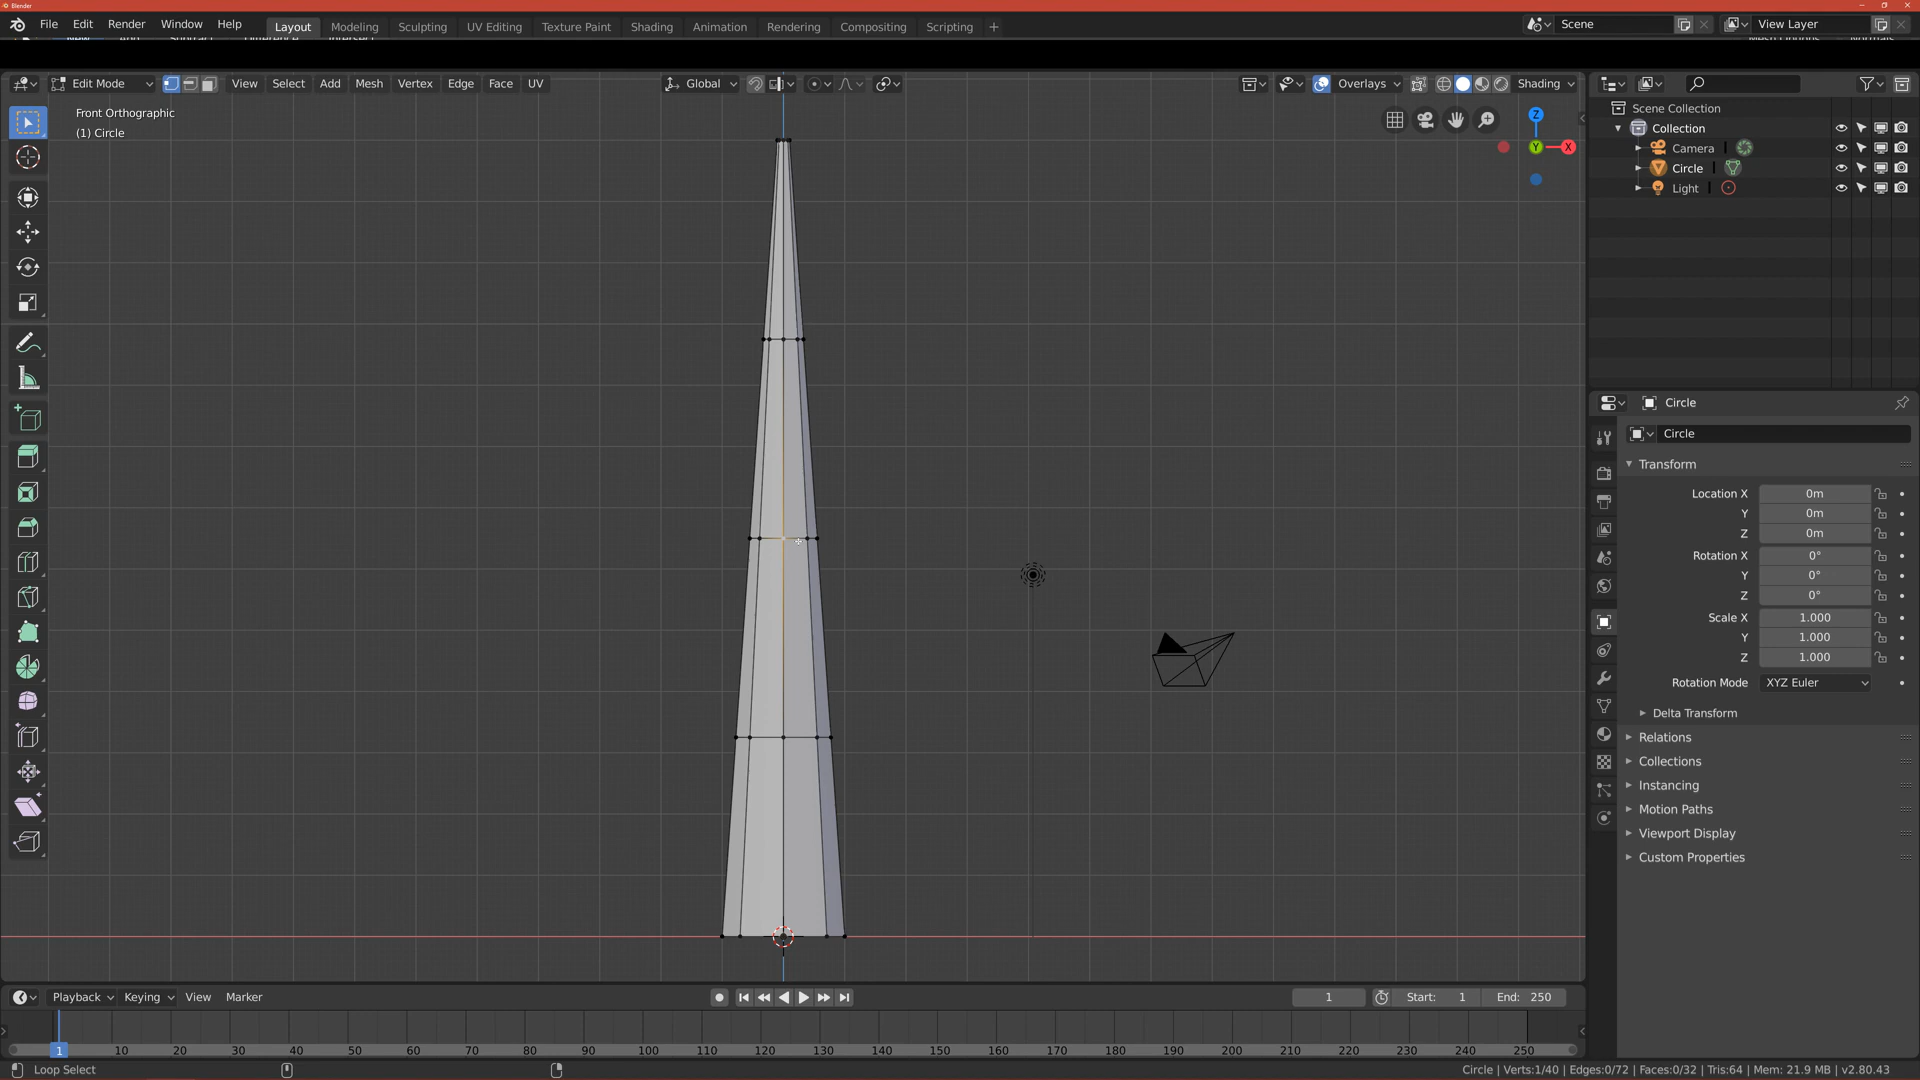 Blender
File Edit Render Window Help
Layout Modeling Sculpting UV Editing Texture Paint Shading Animation Rendering Compositing Scripting +
Scene
View Layer
Edit Mode View Select Add Mesh Vertex Edge Face UV
Global
Overlays
Shading
Front Orthographic
(1) Circle
Z
Y
X
Scene Collection
Collection
Camera
Circle
Light
Circle
Circle
Transform
Location X 0m
Y 0m
Z 0m
Rotation X 0°
Y 0°
Z 0°
Scale X 1.000
Y 1.000
Z 1.000
Rotation Mode XYZ Euler
Delta Transform
Relations
Collections
Instancing
Motion Paths
Viewport Display
Custom Properties
Playback Keying View Marker
1
Start: 1
End: 250
1 10 20 30 40 50 60 70 80 90 100 110 120 130 140 150 160 170 180 190 200 210 220 230 240 250
Loop Select
Circle | Verts:1/40 | Edges:0/72 | Faces:0/32 | Tris:64 | Mem: 21.9 MB | v2.80.43